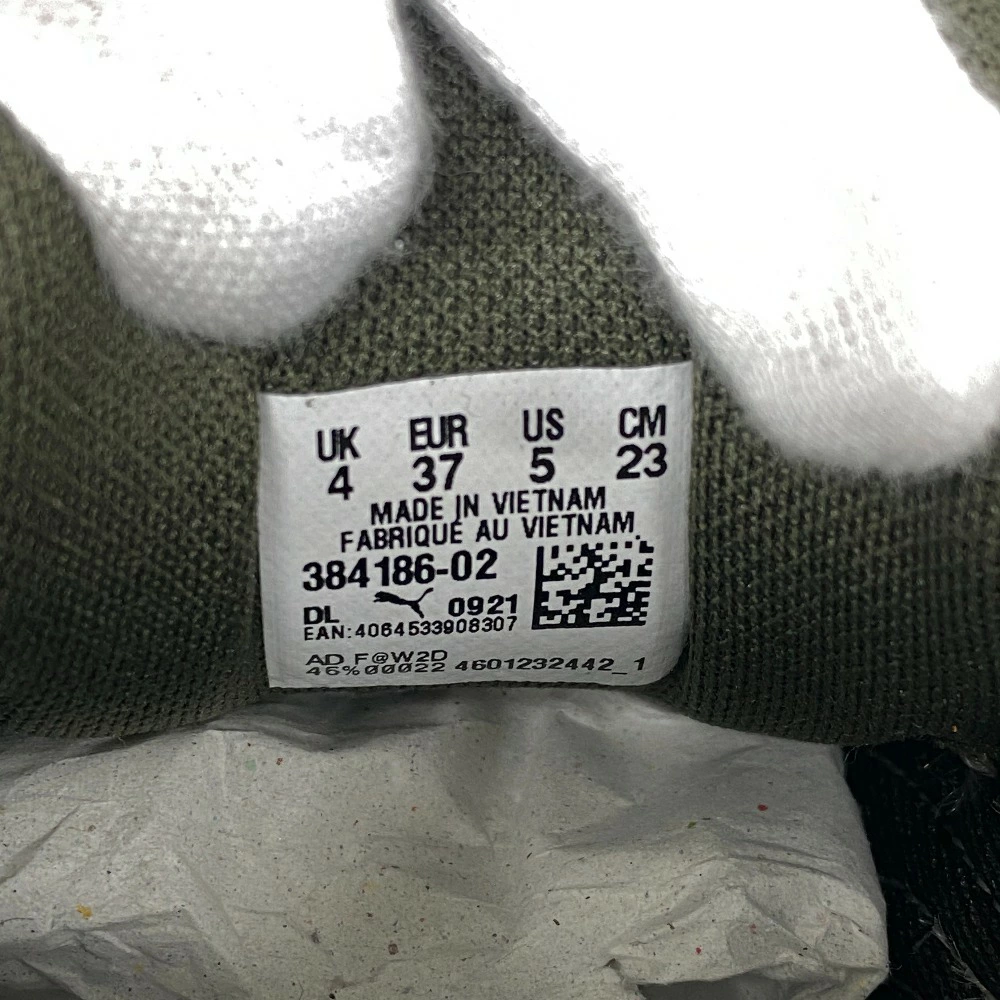 UK EUR US CM
4 37 5 23
MADE IN VIETNAM
FABRIQUÉ AU VIETNAM
384186-02
DL 0921
EAN:4064533908307
AD F@W2D
46%00022 4601232442_1